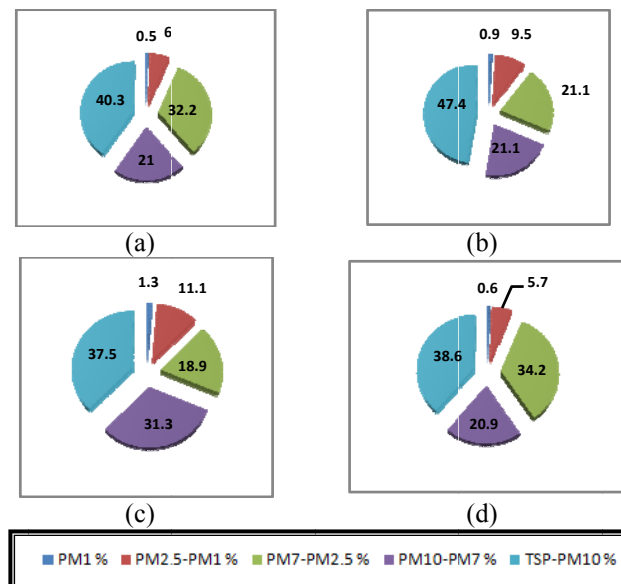 0.5 6
40.3 32.2
21
(a)
0.9 9.5
47.4 21.1
21.1
(b)
1.3 11.1
37.5 18.9
31.3
(c)
0.6 5.7
38.6 34.2
20.9
(d)
PM1 % PM2.5-PM1 % PM7-PM2.5 % PM10-PM7 % TSP-PM10 %